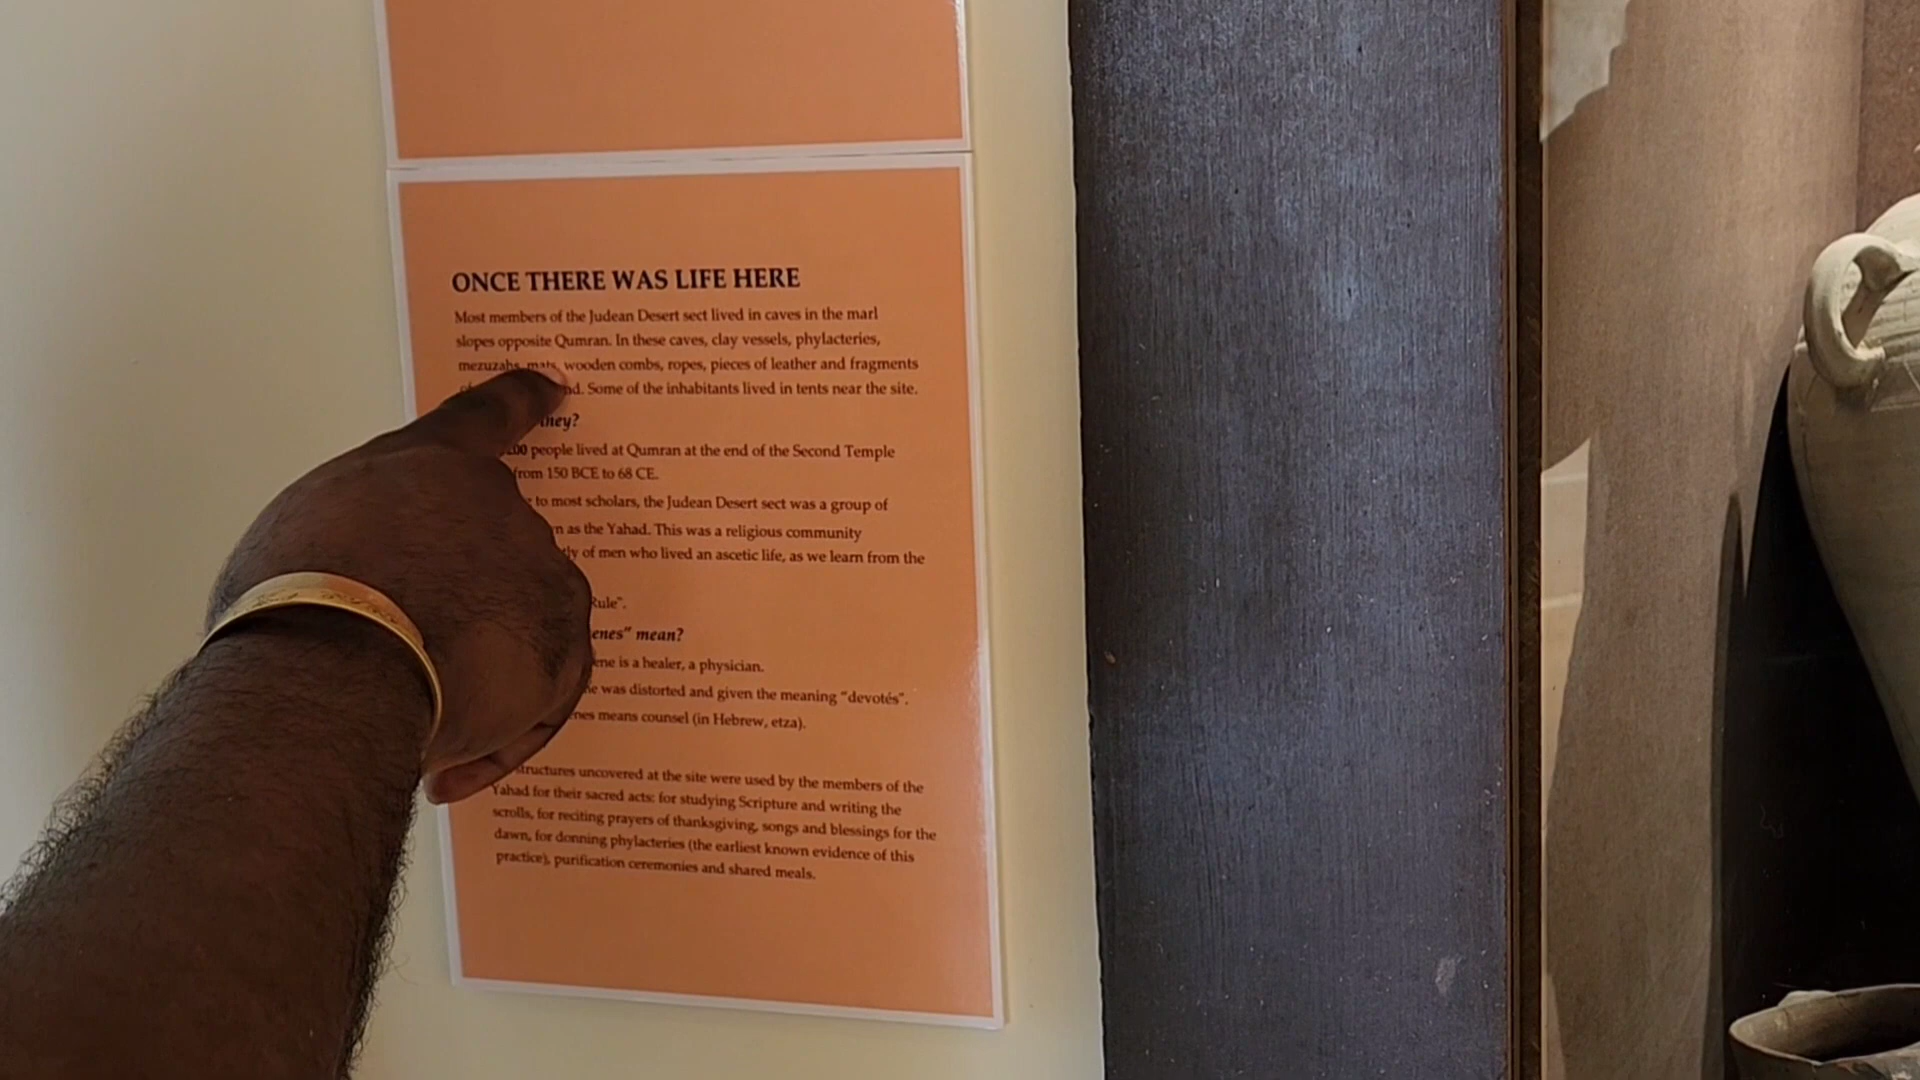 ONCE THERE WAS LIFE HERE
Most members of the Judean Desert sect lived in caves in the marl
slopes opposite Qumran. In these caves, clay vessels, phylacteries,
mezuzahs, mats, wooden combs, ropes, pieces of leather and fragments
Some of the inhabitants lived in tents near the site.
they?
people lived at Qumran at the end of the Second Temple
from 150 BCE to 68 CE.
to most scholars, the Judean Desert sect was a group of
as the Yahad. This was a religious community
of men who lived an ascetic life, as we learn from the
Rule".
mean?
is a healer, a physician.
was distorted and given the meaning "devotés".
means counsel (in Hebrew, etza).
structures uncovered at the site were used by the members of the
Yahad for their sacred acts: for studying Scripture and writing the
scrolls, for reciting prayers of thanksgiving, songs and blessings for the
dawn, for donning phylacteries (the earliest known evidence of this
practice), purification ceremonies and shared meals.